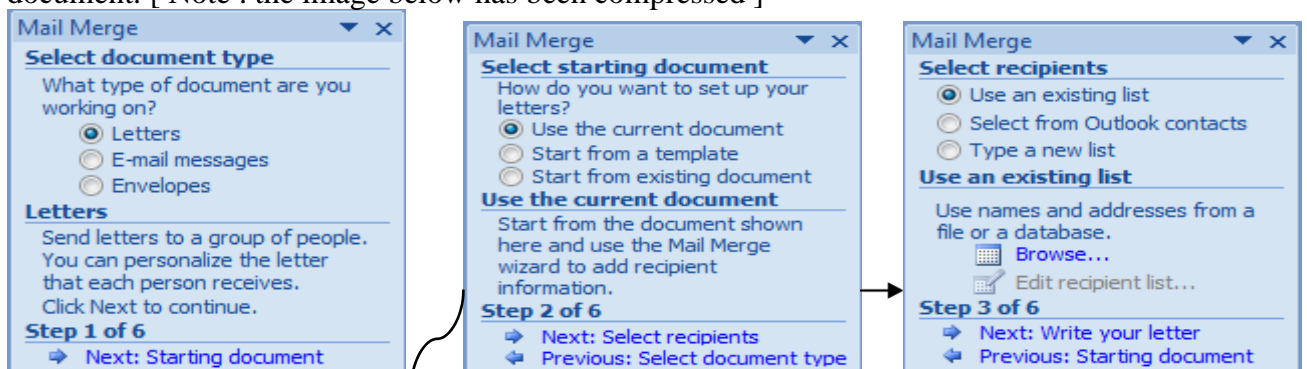 document. [ Note : the image below has been compressed ]
Mail Merge
Select document type
What type of document are you
working on?
Letters
E-mail messages
Envelopes
Letters
Send letters to a group of people.
You can personalize the letter
that each person receives.
Click Next to continue.
Step 1 of 6
Next: Starting document
Mail Merge
Select starting document
How do you want to set up your
letters?
Use the current document
Start from a template
Start from existing document
Use the current document
Start from the document shown
here and use the Mail Merge
wizard to add recipient
information.
Step 2 of 6
Next: Select recipients
Previous: Select document type
Mail Merge
Select recipients
Use an existing list
Select from Outlook contacts
Type a new list
Use an existing list
Use names and addresses from a
file or a database.
Browse...
Edit recipient list...
Step 3 of 6
Next: Write your letter
Previous: Starting document